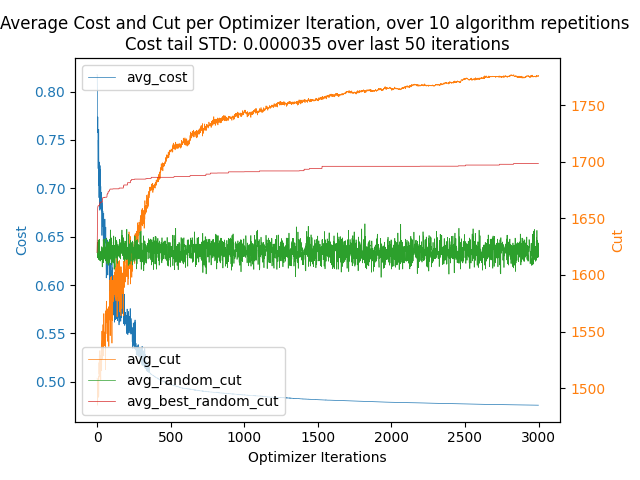 Average Cost and Cut per Optimizer Iteration, over 10 algorithm repetitions
Cost tail STD: 0.000035 over last 50 iterations
avg_cost
0.80
0.75
0.70
0.65
0.60
0.55
0.50
Cost
1750
1700
1650
1600
1550
1500
Cut
avg_cut
avg_random_cut
avg_best_random_cut
0
500
1000
1500
2000
2500
3000
Optimizer Iterations